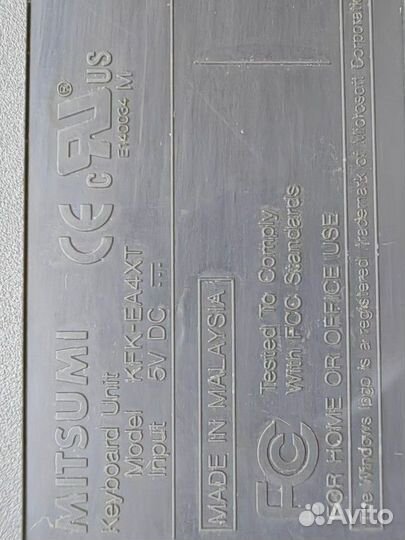 MITSUMI CE c UR ® US
E140034 M
Keyboard Unit
Model KFK-EA4XT
Input 5V DC ⎓
MADE IN MALAYSIA
FC Tested To Comply
With FCC Standards
FOR HOME OR OFFICE USE
The Windows logo is a registered trademark of Microsoft Corporation
Avito